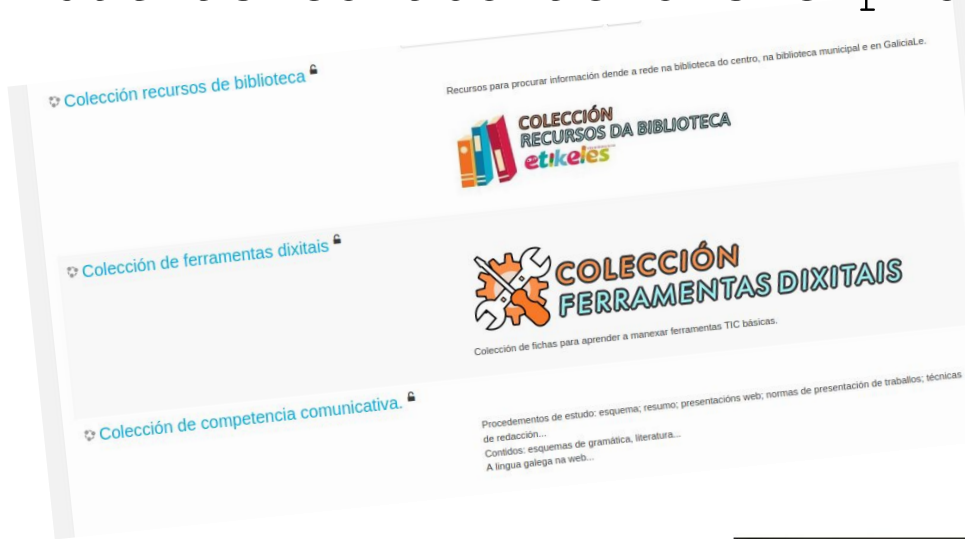 Colección recursos de biblioteca
Recursos para procurar información dende a rede na biblioteca do centro, na biblioteca municipal e en GaliciaLe.
COLECCIÓN
RECURSOS DA BIBLIOTECA
etikeles
Colección de ferramentas dixitais
COLECCIÓN
FERRAMENTAS DIXITAIS
Colección de fichas para aprender a manexar ferramentas TIC básicas.
Colección de competencia comunicativa.
Procedementos de estudo: esquema; resumo; presentacións web; normas de presentación de traballos; técnicas
de redacción...
Contidos: esquemas de gramática, literatura...
A lingua galega na web...